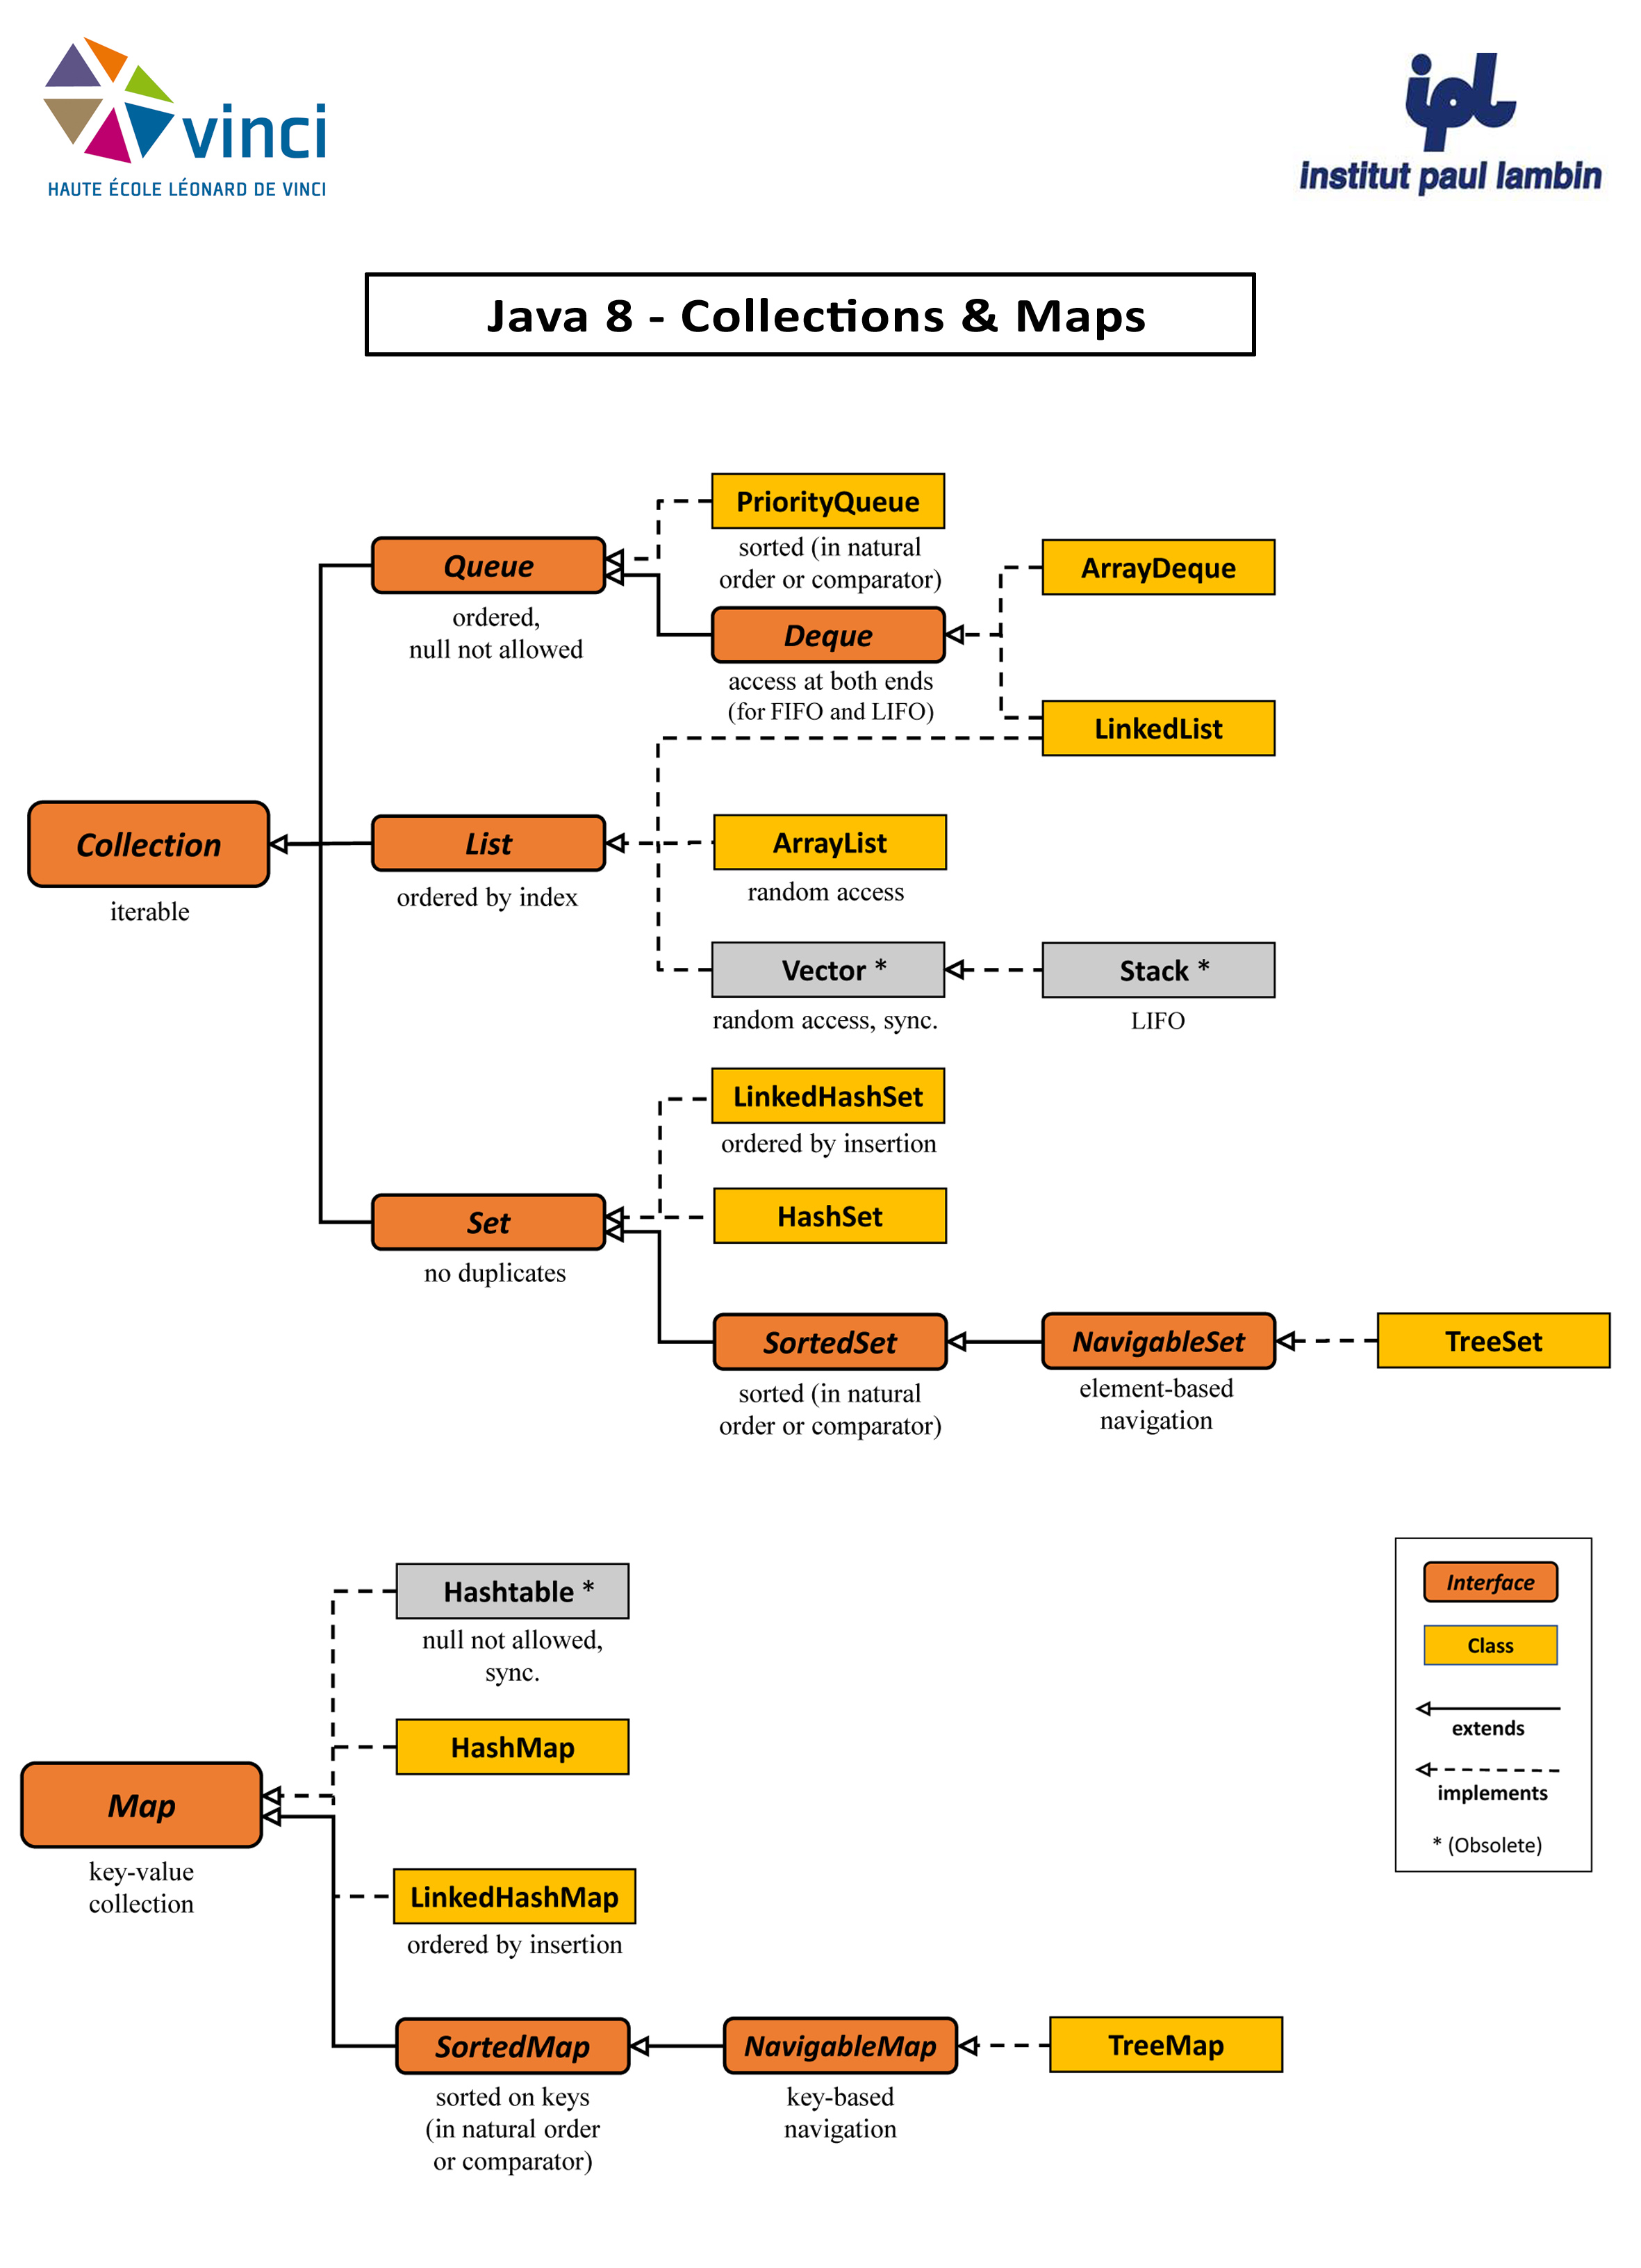 vinci
HAUTE ÉCOLE LÉONARD DE VINCI
ipl
institut paul lambin
Java 8 - Collections & Maps
PriorityQueue
sorted (in natural
order or comparator)
Queue
ordered,
null not allowed
ArrayDeque
Deque
access at both ends
(for FIFO and LIFO)
LinkedList
Collection
iterable
List
ordered by index
ArrayList
random access
Vector *
random access, sync.
Stack *
LIFO
LinkedHashSet
ordered by insertion
Set
no duplicates
HashSet
SortedSet
sorted (in natural
order or comparator)
NavigableSet
element-based
navigation
TreeSet
Hashtable *
null not allowed,
sync.
HashMap
Map
key-value
collection
LinkedHashMap
ordered by insertion
SortedMap
sorted on keys
(in natural order
or comparator)
NavigableMap
key-based
navigation
TreeMap
Interface
Class
extends
implements
* (Obsolete)